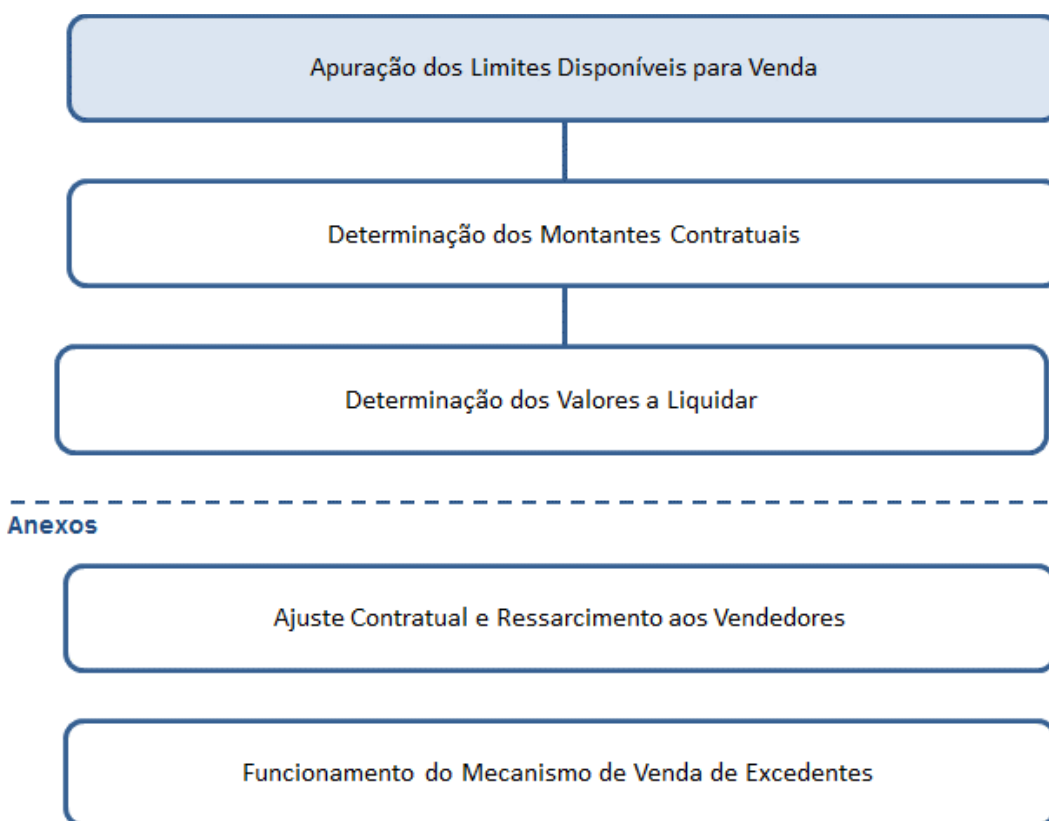 Apuração dos Limites Disponíveis para Venda
Determinação dos Montantes Contratuais
Determinação dos Valores a Liquidar
Anexos
Ajuste Contratual e Ressarcimento aos Vendedores
Funcionamento do Mecanismo de Venda de Excedentes